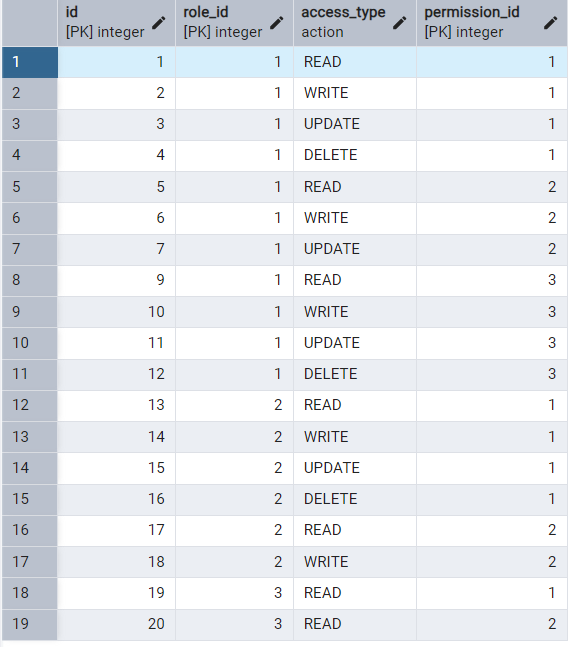 id role_id access_type permission_id
[PK] integer [PK] integer action [PK] integer
1 1 1 READ 1
2 2 1 WRITE 1
3 3 1 UPDATE 1
4 4 1 DELETE 1
5 5 1 READ 2
6 6 1 WRITE 2
7 7 1 UPDATE 2
8 9 1 READ 3
9 10 1 WRITE 3
10 11 1 UPDATE 3
11 12 1 DELETE 3
12 13 2 READ 1
13 14 2 WRITE 1
14 15 2 UPDATE 1
15 16 2 DELETE 1
16 17 2 READ 2
17 18 2 WRITE 2
18 19 3 READ 1
19 20 3 READ 2